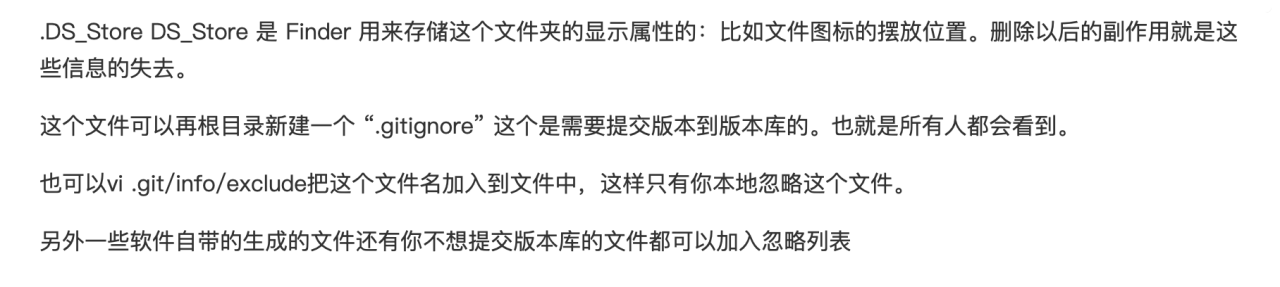 .DS_Store DS_Store 是 Finder 用来存储这个文件夹的显示属性的：比如文件图标的摆放位置。删除以后的副作用就是这
些信息的失去。
这个文件可以再根目录新建一个 “.gitignore” 这个是需要提交版本到版本库的。也就是所有人都会看到。
也可以vi .git/info/exclude把这个文件名加入到文件中，这样只有你本地忽略这个文件。
另外一些软件自带的生成的文件还有你不想提交版本库的文件都可以加入忽略列表